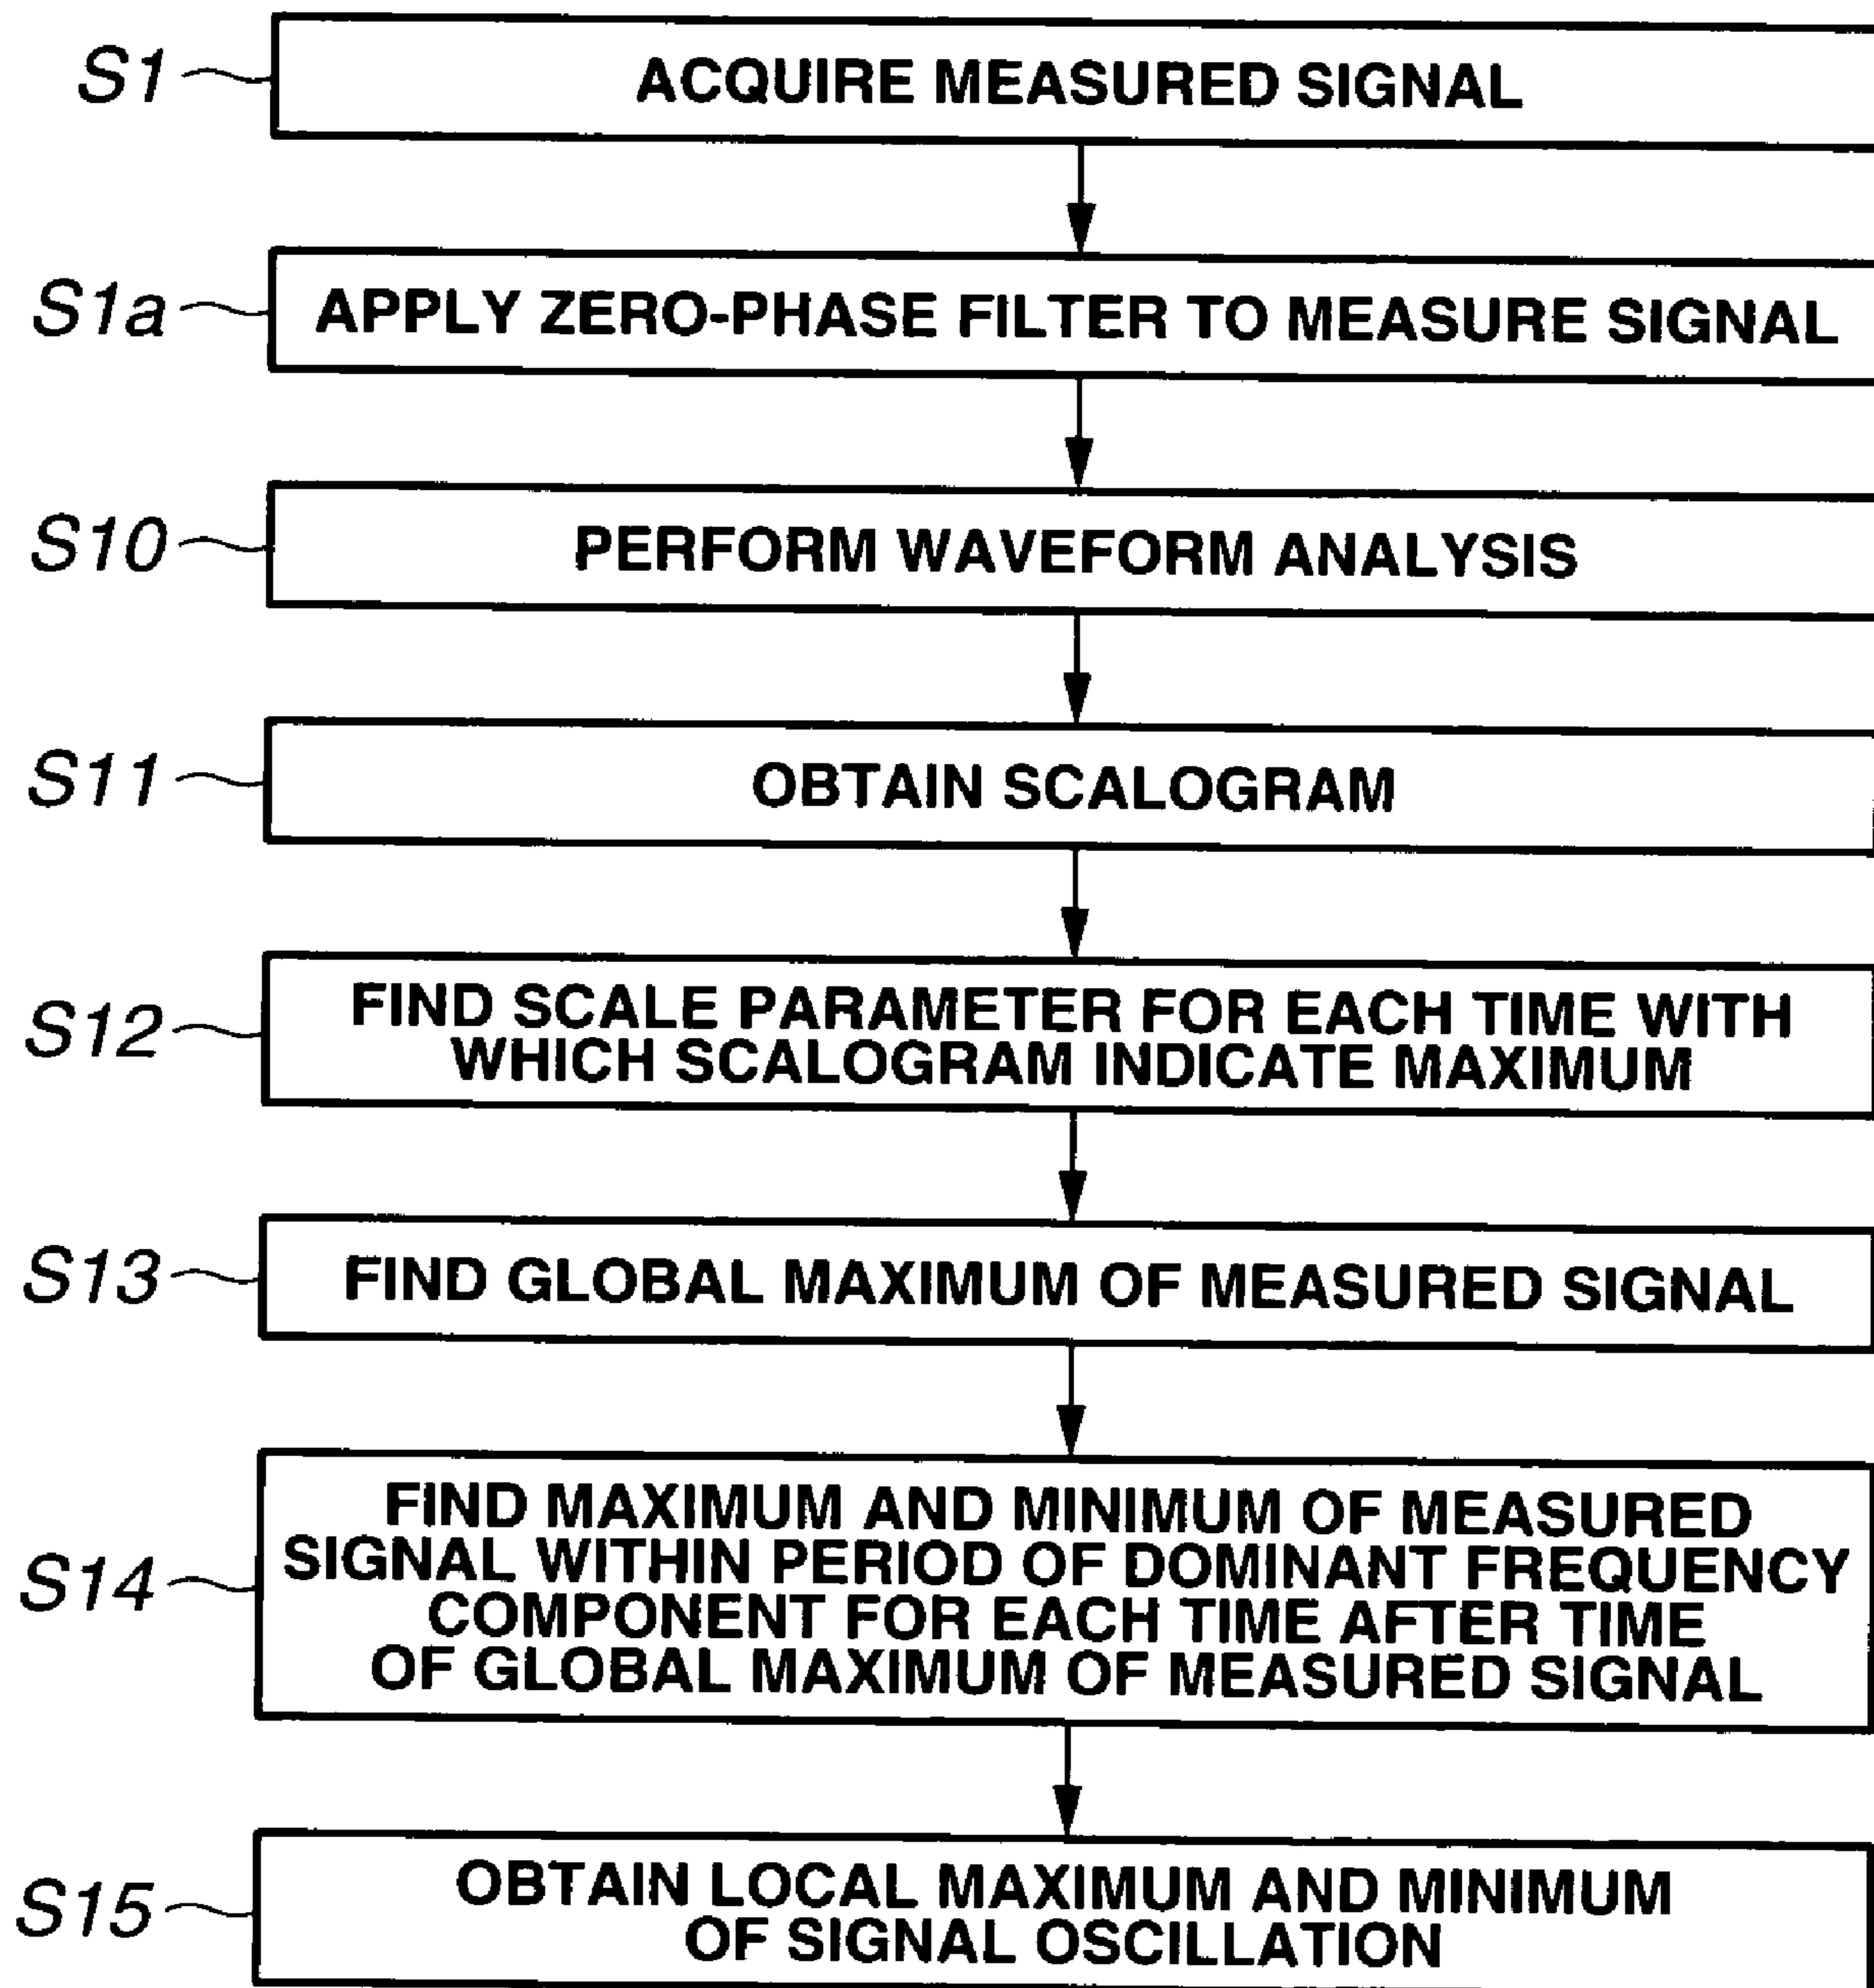 S1
ACQUIRE MEASURED SIGNAL
S1a
APPLY ZERO-PHASE FILTER TO MEASURE SIGNAL
S10
PERFORM WAVEFORM ANALYSIS
S11
OBTAIN SCALOGRAM
S12
FIND SCALE PARAMETER FOR EACH TIME WITH
WHICH SCALOGRAM INDICATE MAXIMUM
S13
FIND GLOBAL MAXIMUM OF MEASURED SIGNAL
S14
FIND MAXIMUM AND MINIMUM OF MEASURED
SIGNAL WITHIN PERIOD OF DOMINANT FREQUENCY
COMPONENT FOR EACH TIME AFTER TIME
OF GLOBAL MAXIMUM OF MEASURED SIGNAL
S15
OBTAIN LOCAL MAXIMUM AND MINIMUM
OF SIGNAL OSCILLATION